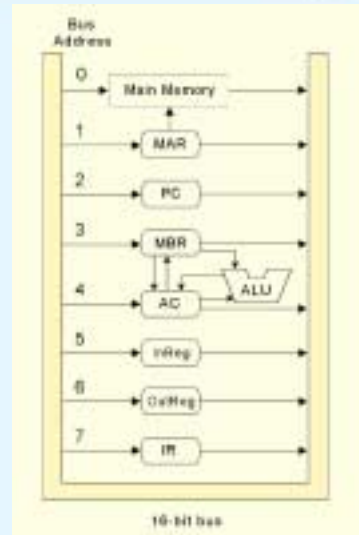 Bus
Address
0 Main Memory
1 MAR
2 PC
3 MBR
ALU
4 AC
5 InReg
6 OutReg
7 IR
16-bit bus